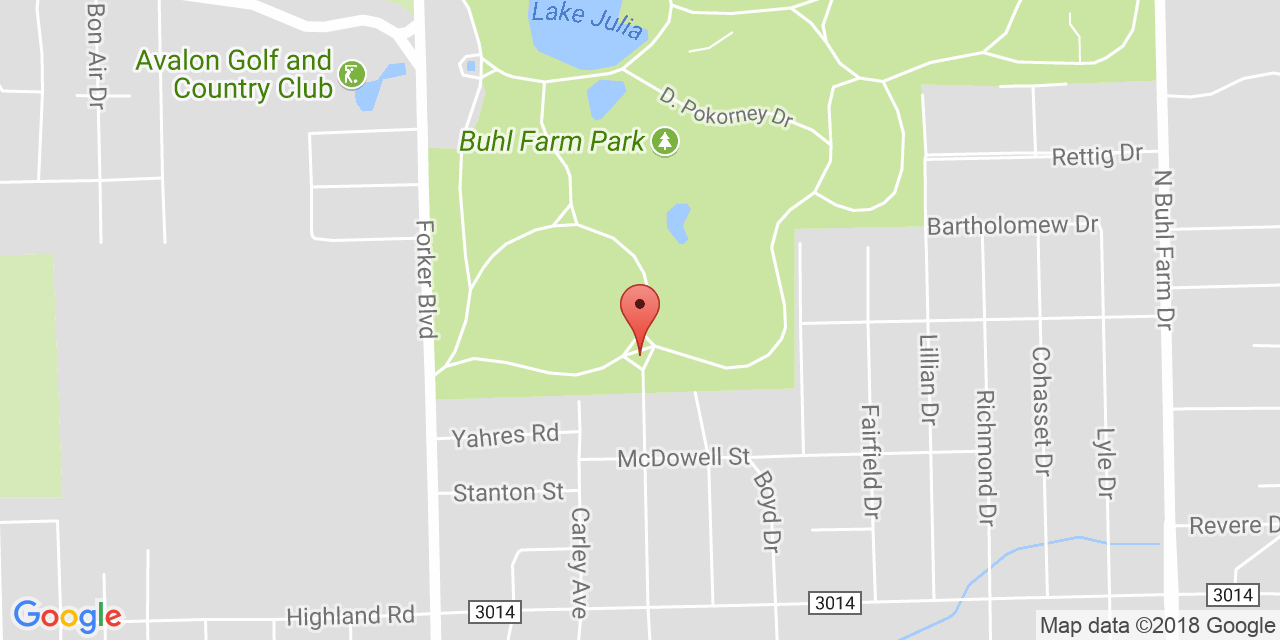 Lake Julia
Bon Air Dr
Avalon Golf and
Country Club
D. Pokorney Dr
Buhl Farm Park
Rettig Dr
N Buhl Farm Dr
Bartholomew Dr
Forker Blvd
Lillian Dr
Cohasset Dr
Richmond Dr
Fairfield Dr
Lyle Dr
Yahres Rd
McDowell St
Boyd Dr
Stanton St
Carley Ave
Revere D
Google
Highland Rd
3014
3014
3014
Map data ©2018 Google